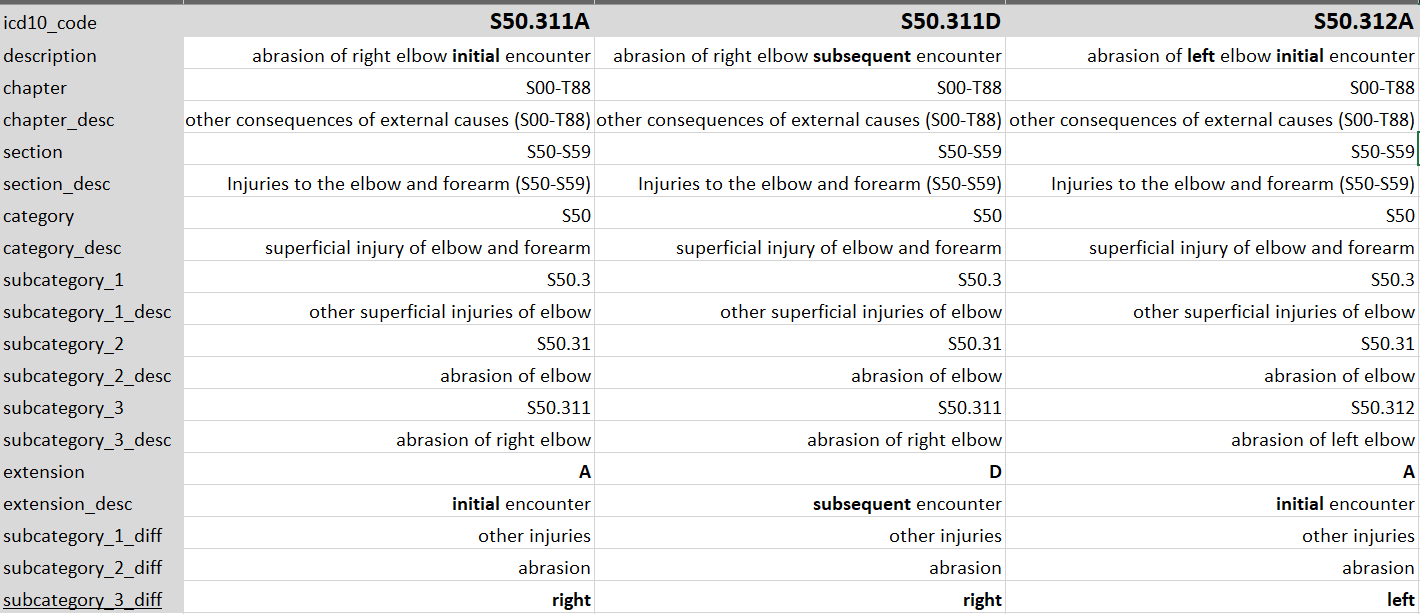 icd10_code S50.311A S50.311D S50.312A
description abrasion of right elbow initial encounter abrasion of right elbow subsequent encounter abrasion of left elbow initial encounter
chapter S00-T88 S00-T88 S00-T88
chapter_desc other consequences of external causes (S00-T88) other consequences of external causes (S00-T88) other consequences of external causes (S00-T88)
section S50-S59 S50-S59 S50-S59
section_desc Injuries to the elbow and forearm (S50-S59) Injuries to the elbow and forearm (S50-S59) Injuries to the elbow and forearm (S50-S59)
category S50 S50 S50
category_desc superficial injury of elbow and forearm superficial injury of elbow and forearm superficial injury of elbow and forearm
subcategory_1 S50.3 S50.3 S50.3
subcategory_1_desc other superficial injuries of elbow other superficial injuries of elbow other superficial injuries of elbow
subcategory_2 S50.31 S50.31 S50.31
subcategory_2_desc abrasion of elbow abrasion of elbow abrasion of elbow
subcategory_3 S50.311 S50.311 S50.312
subcategory_3_desc abrasion of right elbow abrasion of right elbow abrasion of left elbow
extension A D A
extension_desc initial encounter subsequent encounter initial encounter
subcategory_1_diff other injuries other injuries other injuries
subcategory_2_diff abrasion abrasion abrasion
subcategory_3_diff right right left